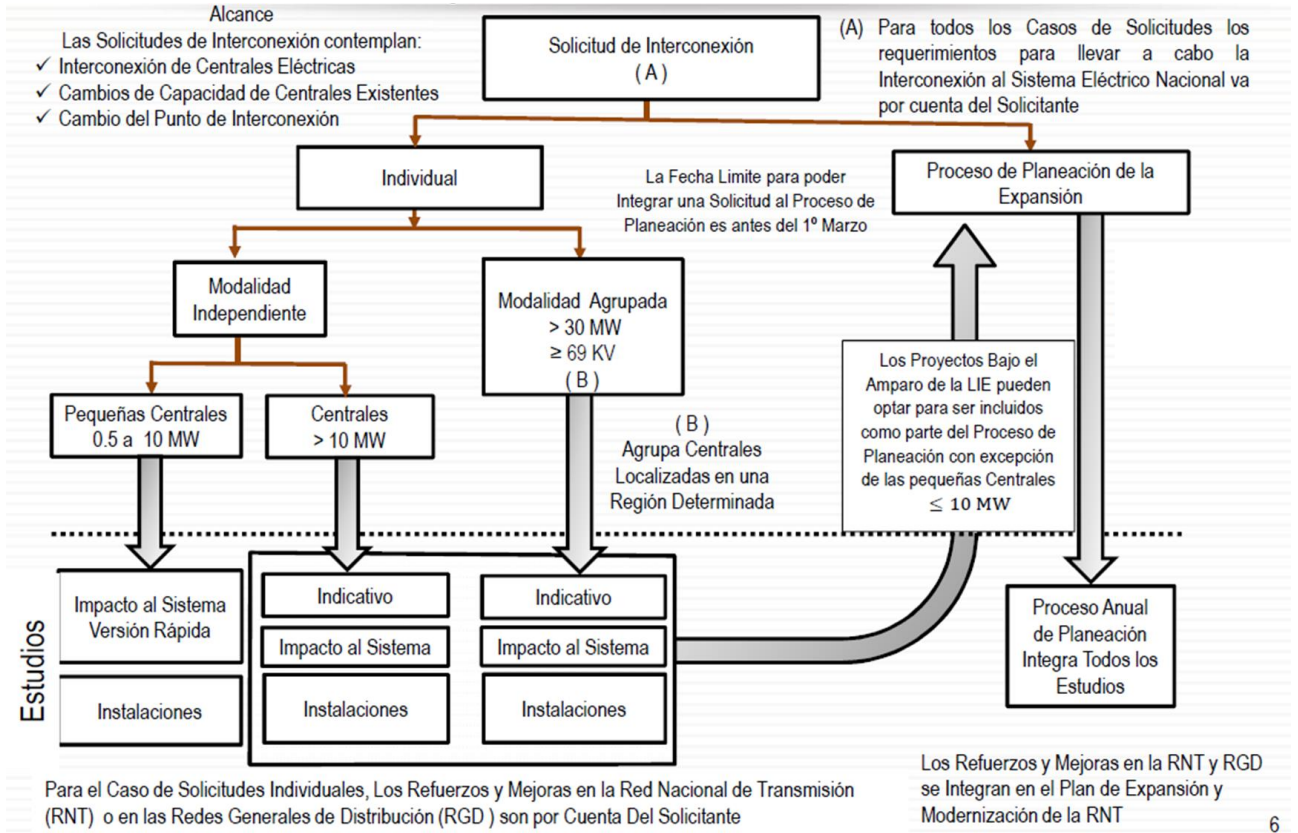 Alcance
Las Solicitudes de Interconexión contemplan:
✓ Interconexión de Centrales Eléctricas
✓ Cambios de Capacidad de Centrales Existentes
✓ Cambio del Punto de Interconexión
Solicitud de Interconexión
( A )
(A) Para todos los Casos de Solicitudes los
requerimientos para llevar a cabo la
Interconexión al Sistema Eléctrico Nacional va
por cuenta del Solicitante
Individual
La Fecha Limite para poder
Integrar una Solicitud al Proceso de
Planeación es antes del 1º Marzo
Proceso de Planeación de la
Expansión
Modalidad
Independiente
Modalidad Agrupada
> 30 MW
≥ 69 KV
( B )
Pequeñas Centrales
0.5 a 10 MW
Centrales
> 10 MW
( B )
Agrupa Centrales
Localizadas en una
Región Determinada
Los Proyectos Bajo el
Amparo de la LIE pueden
optar para ser incluidos
como parte del Proceso de
Planeación con excepción
de las pequeñas Centrales
≤ 10 MW
Estudios
Impacto al Sistema
Versión Rápida
Instalaciones
Indicativo
Impacto al Sistema
Instalaciones
Indicativo
Impacto al Sistema
Instalaciones
Proceso Anual
de Planeación
Integra Todos los
Estudios
Para el Caso de Solicitudes Individuales, Los Refuerzos y Mejoras en la Red Nacional de Transmisión
(RNT) o en las Redes Generales de Distribución (RGD ) son por Cuenta Del Solicitante
Los Refuerzos y Mejoras en la RNT y RGD
se Integran en el Plan de Expansión y
Modernización de la RNT
6